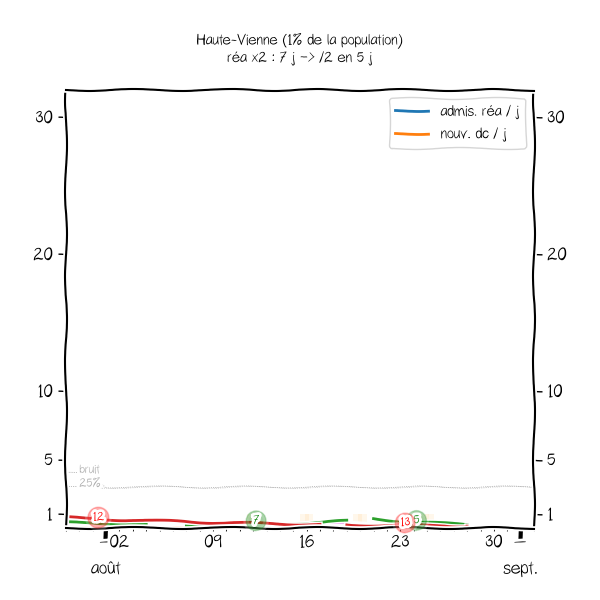 Haute-Vienne (1% de la population)
réa x2 : 7 j -> /2 en 5 j
admis. réa / j
nouv. dc / j
30
30
20
20
10
10
5
5
bruit
25%
1
1
12
7
13
5
02
09
16
23
30
août
sept.